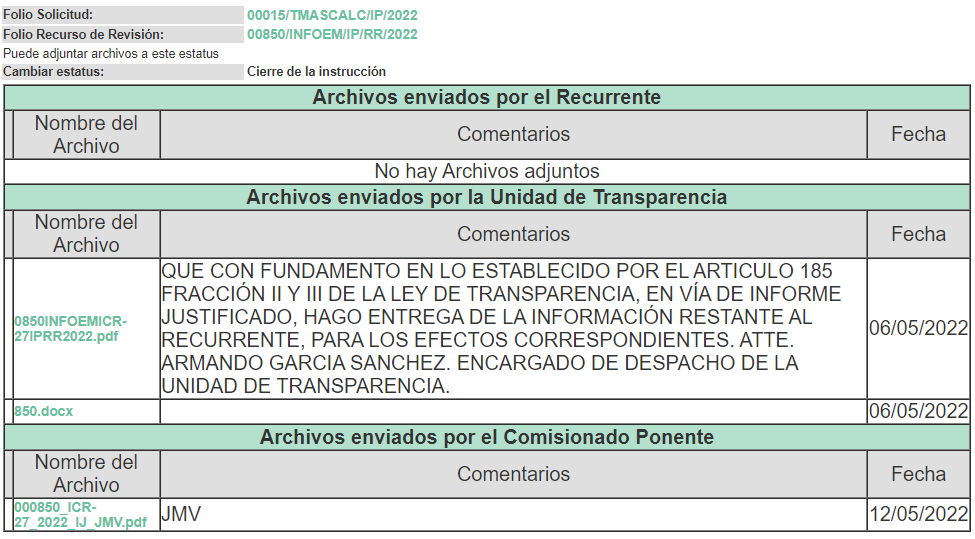 Folio Solicitud: 00015/TMASCALC/IP/2022
Folio Recurso de Revisión: 00850/INFOEM/IP/RR/2022
Puede adjuntar archivos a este estatus
Cambiar estatus: Cierre de la instrucción
Archivos enviados por el Recurrente
Nombre del
Archivo
Comentarios
Fecha
No hay Archivos adjuntos
Archivos enviados por la Unidad de Transparencia
Nombre del
Archivo
Comentarios
Fecha
0850INFOEMICR-
27IPRR2022.pdf
QUE CON FUNDAMENTO EN LO ESTABLECIDO POR EL ARTICULO 185
FRACCIÓN II Y III DE LA LEY DE TRANSPARENCIA, EN VÍA DE INFORME
JUSTIFICADO, HAGO ENTREGA DE LA INFORMACIÓN RESTANTE AL
RECURRENTE, PARA LOS EFECTOS CORRESPONDIENTES. ATTE.
ARMANDO GARCIA SANCHEZ. ENCARGADO DE DESPACHO DE LA
UNIDAD DE TRANSPARENCIA.
06/05/2022
850.docx
06/05/2022
Archivos enviados por el Comisionado Ponente
Nombre del
Archivo
Comentarios
Fecha
000850_ICR-
27_2022_IJ_JMV.pdf
JMV
12/05/2022